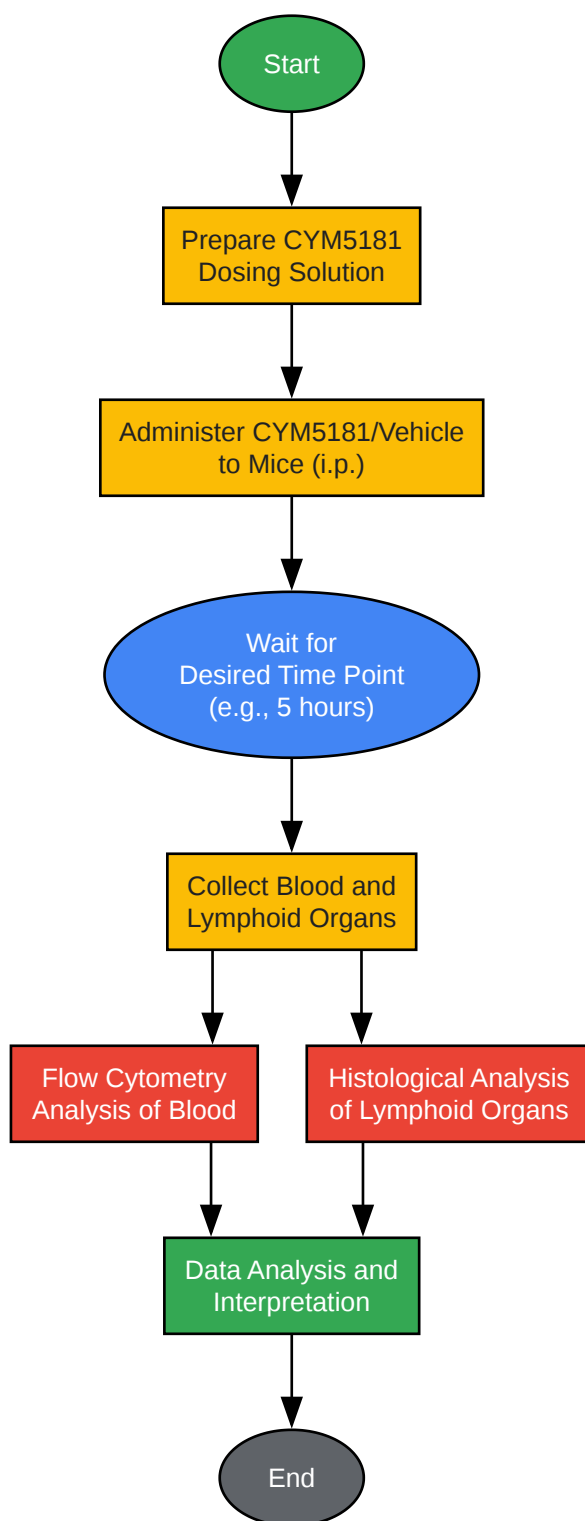 Start
Prepare CYM5181
Dosing Solution
Administer CYM5181/Vehicle
to Mice (i.p.)
Wait for
Desired Time Point
(e.g., 5 hours)
Collect Blood and
Lymphoid Organs
Flow Cytometry
Analysis of Blood
Histological Analysis
of Lymphoid Organs
Data Analysis and
Interpretation
End